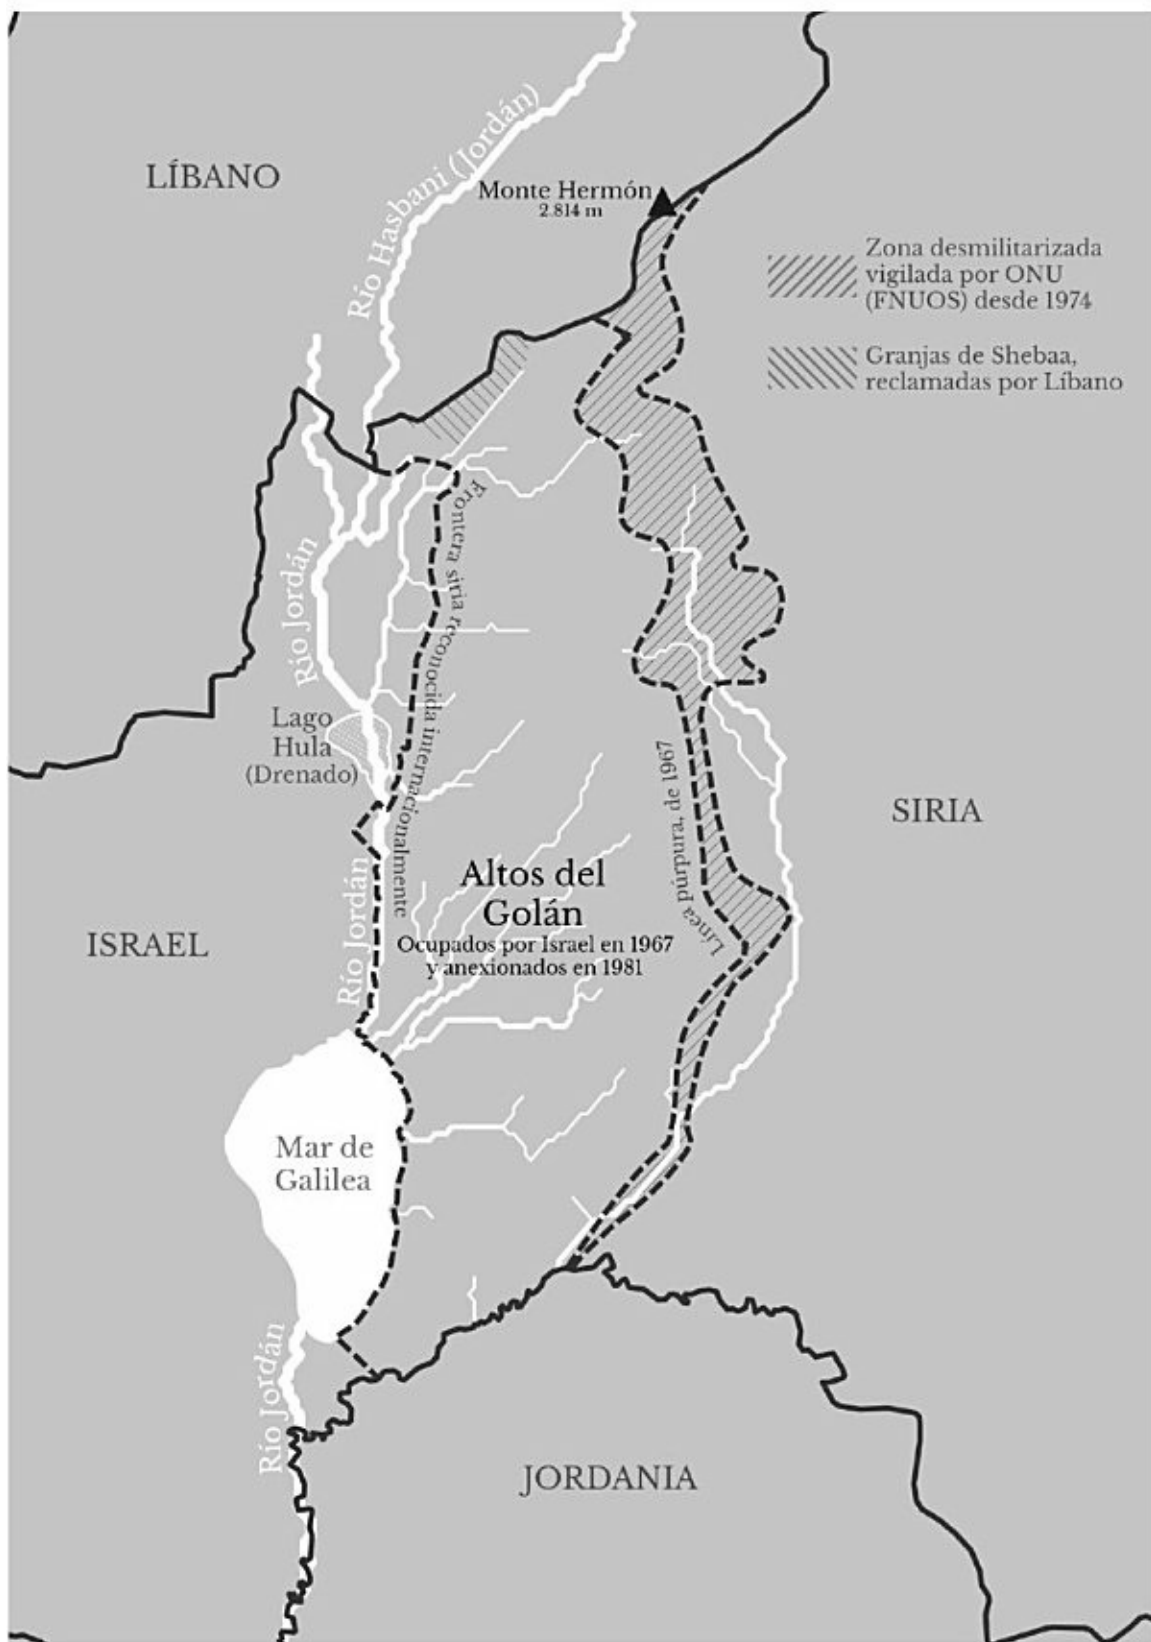 LÍBANO
Río Hasbani (Jordán)
Monte Hermón
2.814 m
Zona desmilitarizada
vigilada por ONU
(FNUOS) desde 1974
Granjas de Shebaa,
reclamadas por Líbano
Frontera siria reconocida internacionalmente
Río Jordán
Lago
Hula
(Drenado)
Línea púrpura, de 1967
SIRIA
Altos del
Golán
Ocupados por Israel en 1967
y anexionados en 1981
ISRAEL
Río Jordán
Mar de
Galilea
Río Jordán
JORDANIA